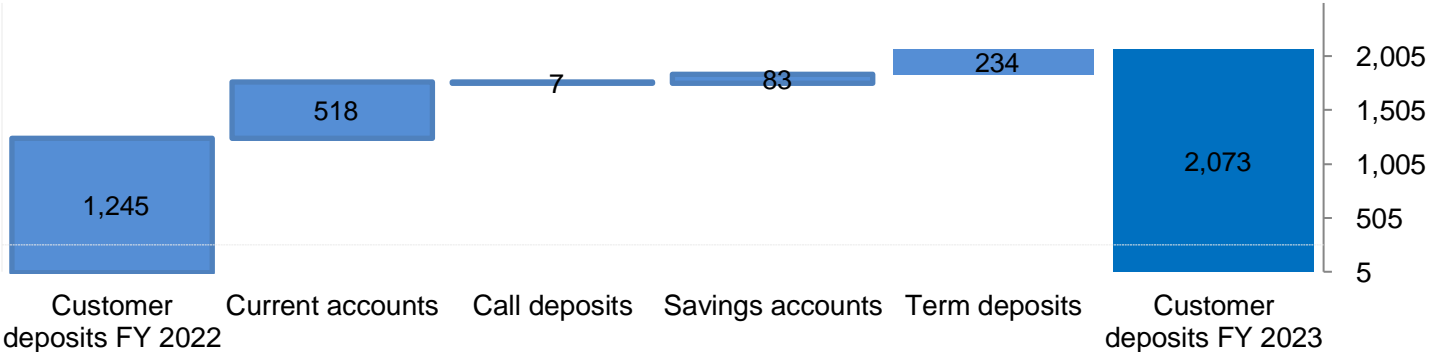 1,245
518
7
83
234
2,073
2,005
1,505
1,005
505
5
Customer
deposits FY 2022
Current accounts
Call deposits
Savings accounts
Term deposits
Customer
deposits FY 2023